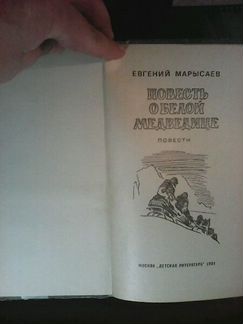 ЕВГЕНИЙ МАРЫСАЕВ
ПОВЕСТЬ
О БЕЛОЙ
МЕДВЕДИЦЕ
ПОВЕСТИ
МОСКВА „ДЕТСКАЯ ЛИТЕРАТУРА"